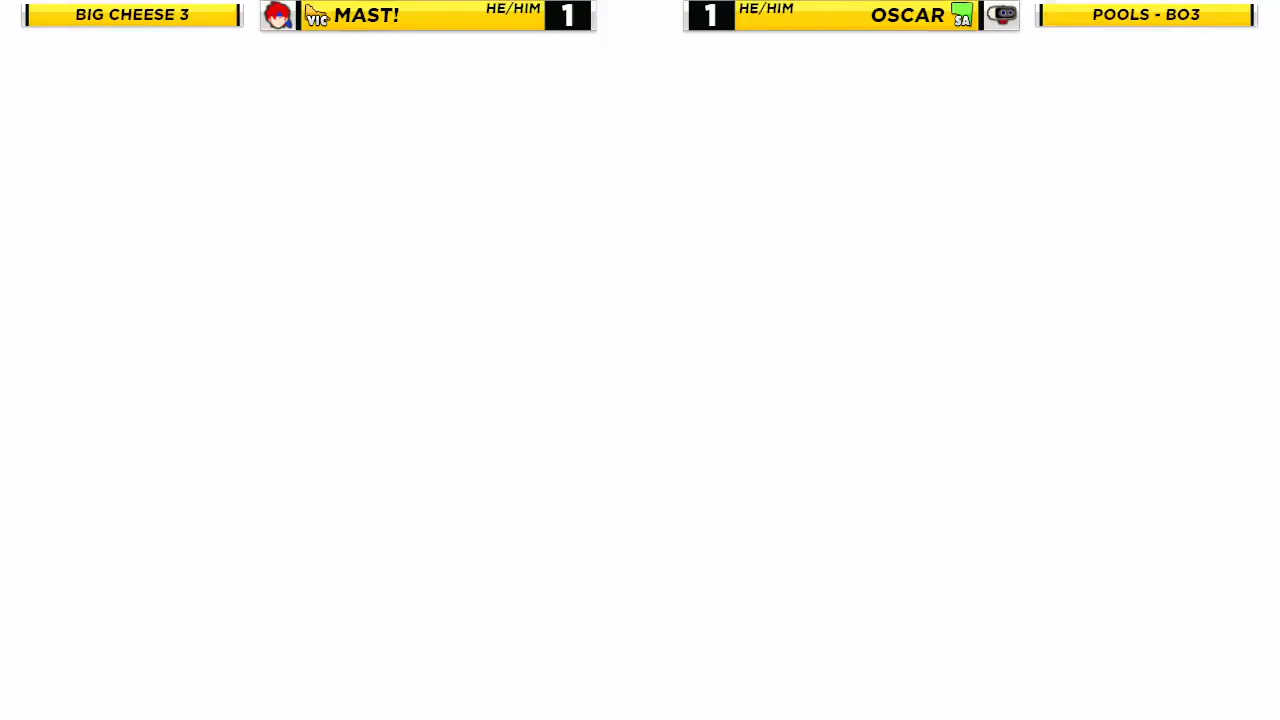 BIG CHEESE 3
VIC MAST! HE/HIM 1
1 HE/HIM OSCAR SA
POOLS - BO3